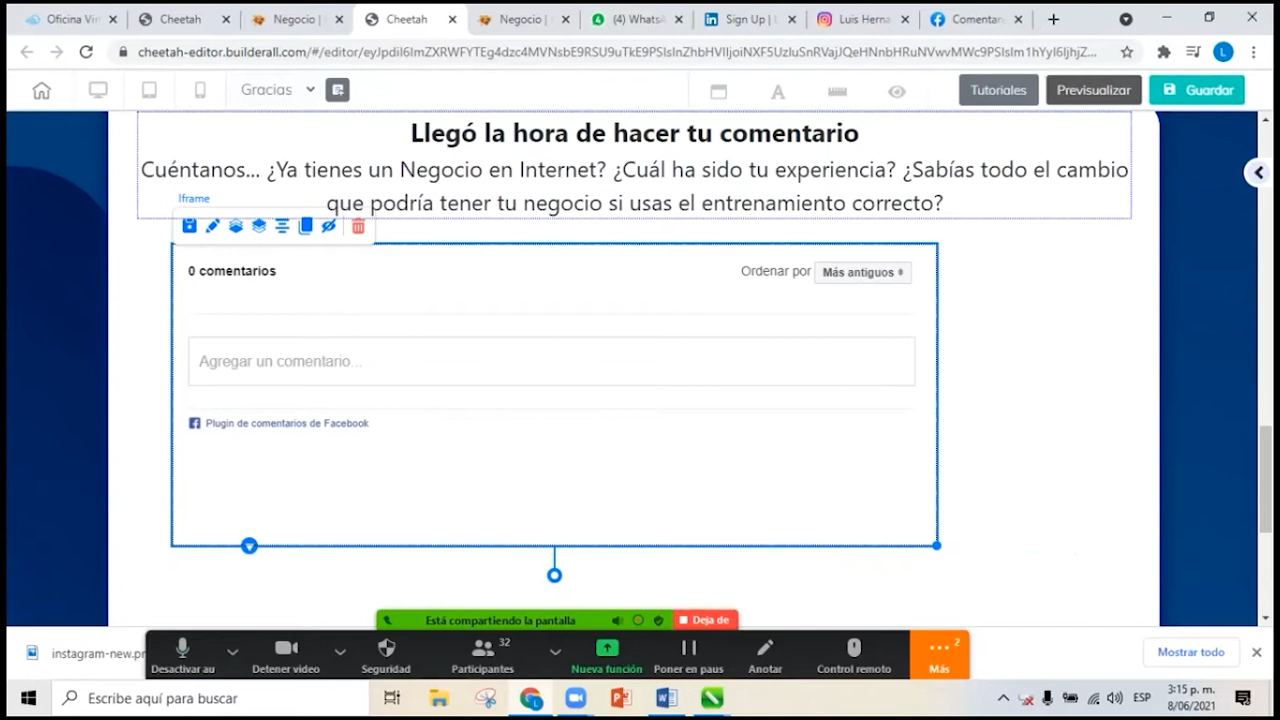 Oficina Vir
Cheetah
Negocio |
Cheetah
Negocio |
(4) WhatsA
Sign Up | L
Luis Herna
Comentar
cheetah-editor.builderall.com/#/editor/
L
Gracias
Tutoriales
Previsualizar
Guardar
Llegó la hora de hacer tu comentario
Cuéntanos... ¿Ya tienes un Negocio en Internet? ¿Cuál ha sido tu experiencia? ¿Sabías todo el cambio
Iframe
que podría tener tu negocio si usas el entrenamiento correcto?
0 comentarios
Ordenar por
Más antiguos
Agregar un comentario...
Plugin de comentarios de Facebook
Está compartiendo la pantalla
Deja de
instagram-new.pn
32
2
Desactivar au
Detener video
Seguridad
Participantes
Nueva función
Poner en paus
Anotar
Control remoto
Más
Mostrar todo
Escribe aquí para buscar
ESP
3:15 p. m.
8/06/2021